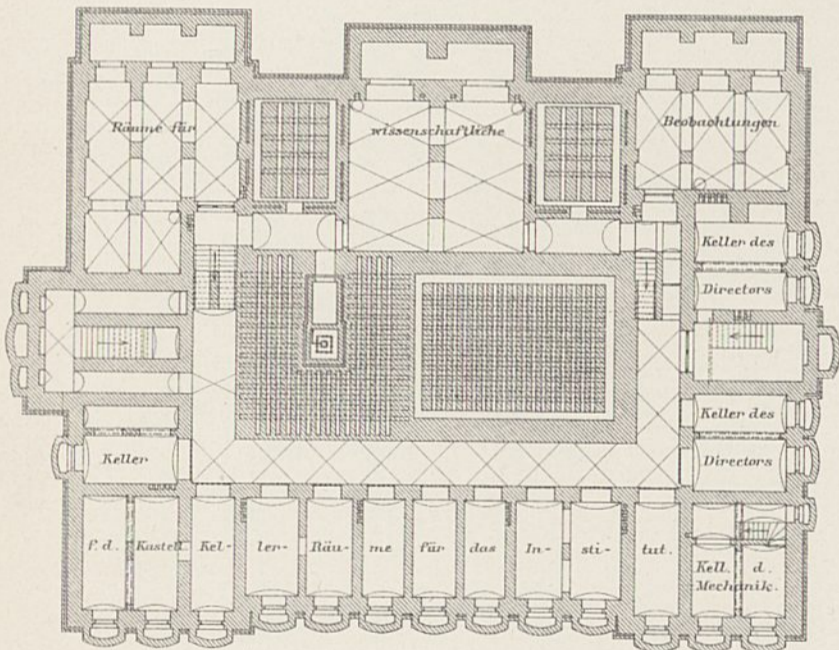 Räume für wissenschaftliche Beobachtungen
Keller des
Directors
Keller des
Keller
Directors
f. d. Kastell. Kel- ler- Räu- me für das In- sti- tut. Kell. d.
Mechanik.